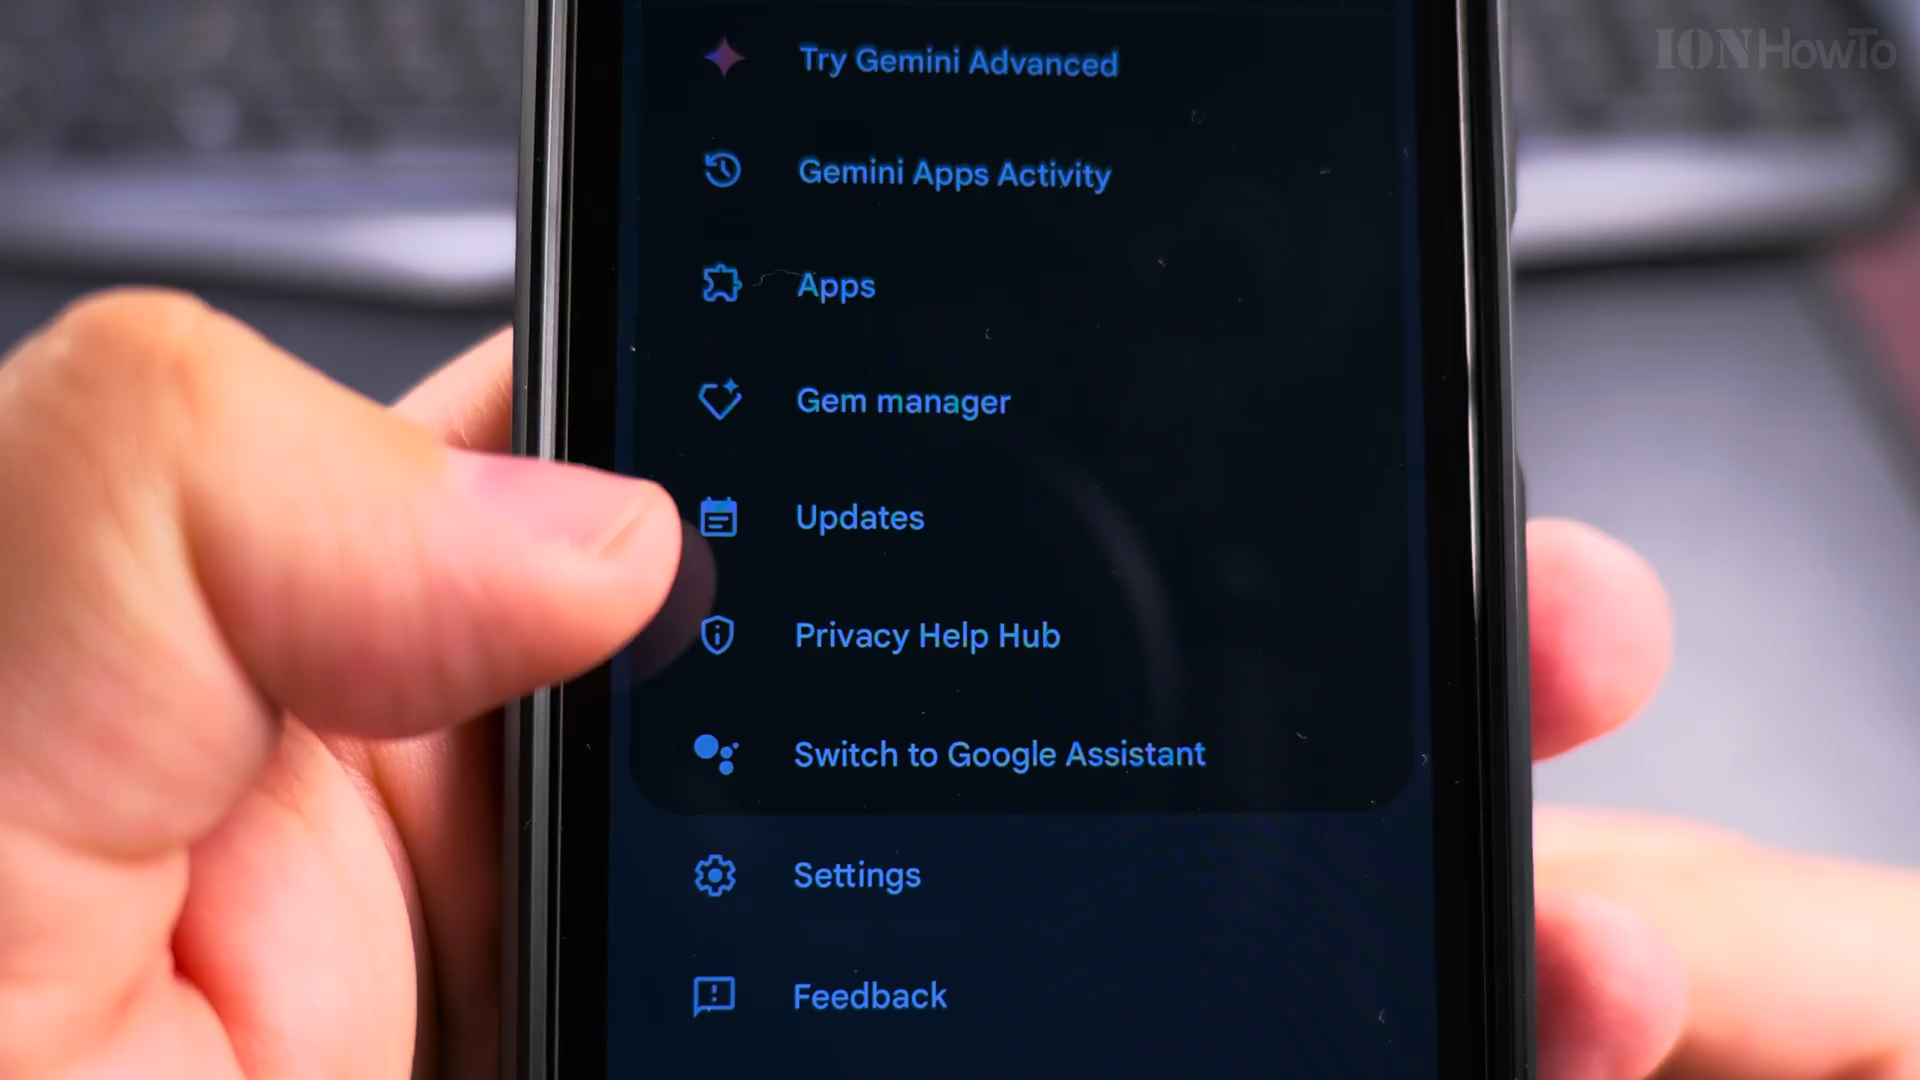 IONHowTo
Try Gemini Advanced
Gemini Apps Activity
Apps
Gem manager
Updates
Privacy Help Hub
Switch to Google Assistant
Settings
Feedback